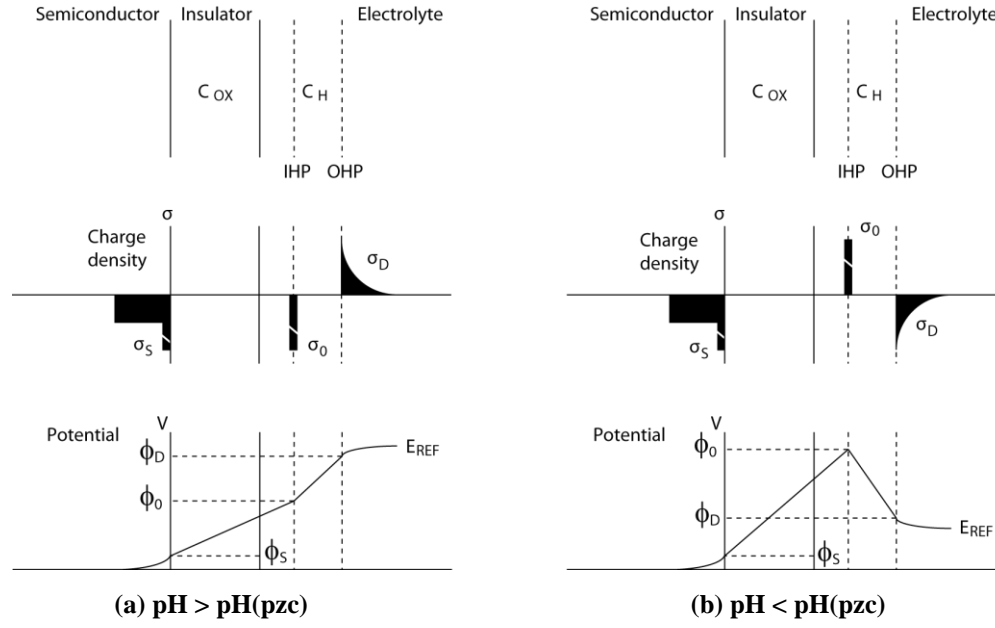 Semiconductor Insulator Electrolyte
C OX C H
IHP OHP
σ
Charge density
σD
σS
σ0
V
Potential
ϕD
EREF
ϕ0
ϕS
(a) pH > pH(pzc)
Semiconductor Insulator Electrolyte
C OX C H
IHP OHP
σ
σ0
Charge density
σS
σD
V
Potential
ϕ0
ϕD
EREF
ϕS
(b) pH < pH(pzc)